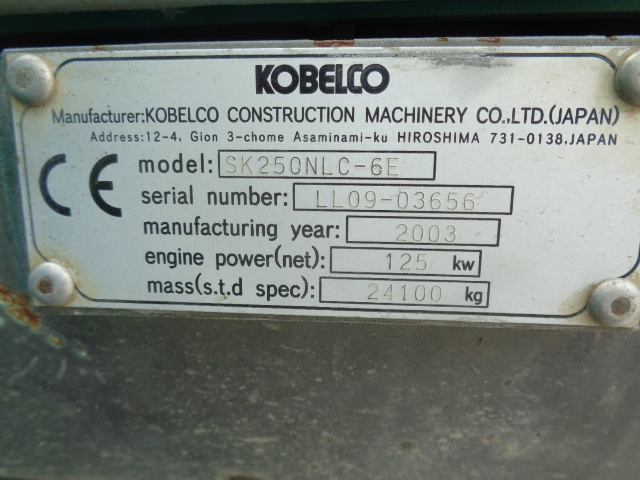 KOBELCO
Manufacturer:KOBELCO CONSTRUCTION MACHINERY CO.,LTD.(JAPAN)
Address:12-4, Gion 3-chome Asaminami-ku HIROSHIMA 731-0138,JAPAN
CE
model: SK250NLC-6E
serial number: LL09-03656
manufacturing year: 2003
engine power(net): 125 kw
mass(s.t.d spec): 24100 kg